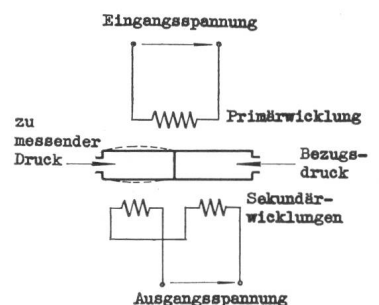 Eingangsspannung
Primärwicklung
zu
messender
Druck
Bezugs-
druck
Sekundär-
wicklungen
Ausgangsspannung